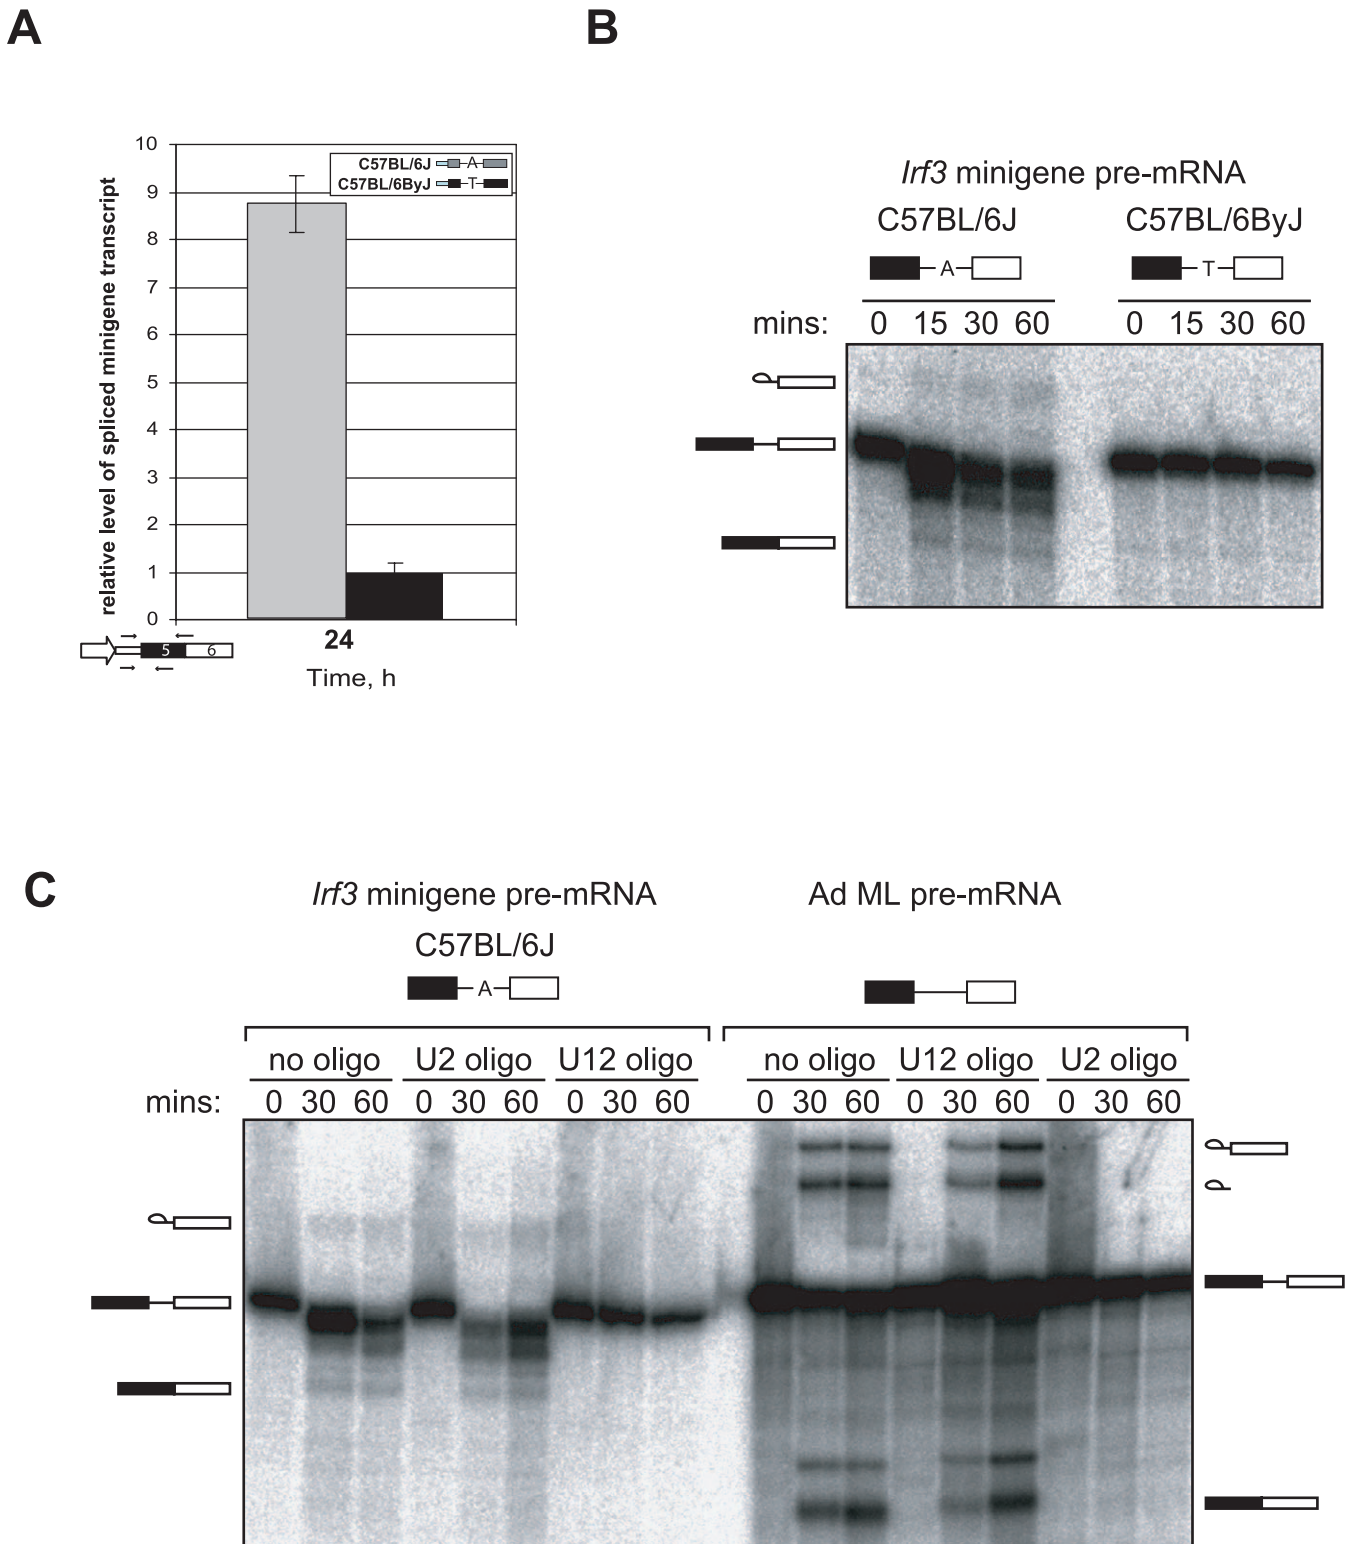 A
B
10
9
8
7
6
5
4
3
2
1
0
relative level of spliced minigene transcript
C57BL/6J A
C57BL/6ByJ T
5 6
24
Time, h
Irf3 minigene pre-mRNA
C57BL/6J C57BL/6ByJ
A T
mins: 0 15 30 60 0 15 30 60
C
Irf3 minigene pre-mRNA Ad ML pre-mRNA
C57BL/6J
A
no oligo U2 oligo U12 oligo no oligo U12 oligo U2 oligo
mins: 0 30 60 0 30 60 0 30 60 0 30 60 0 30 60 0 30 60